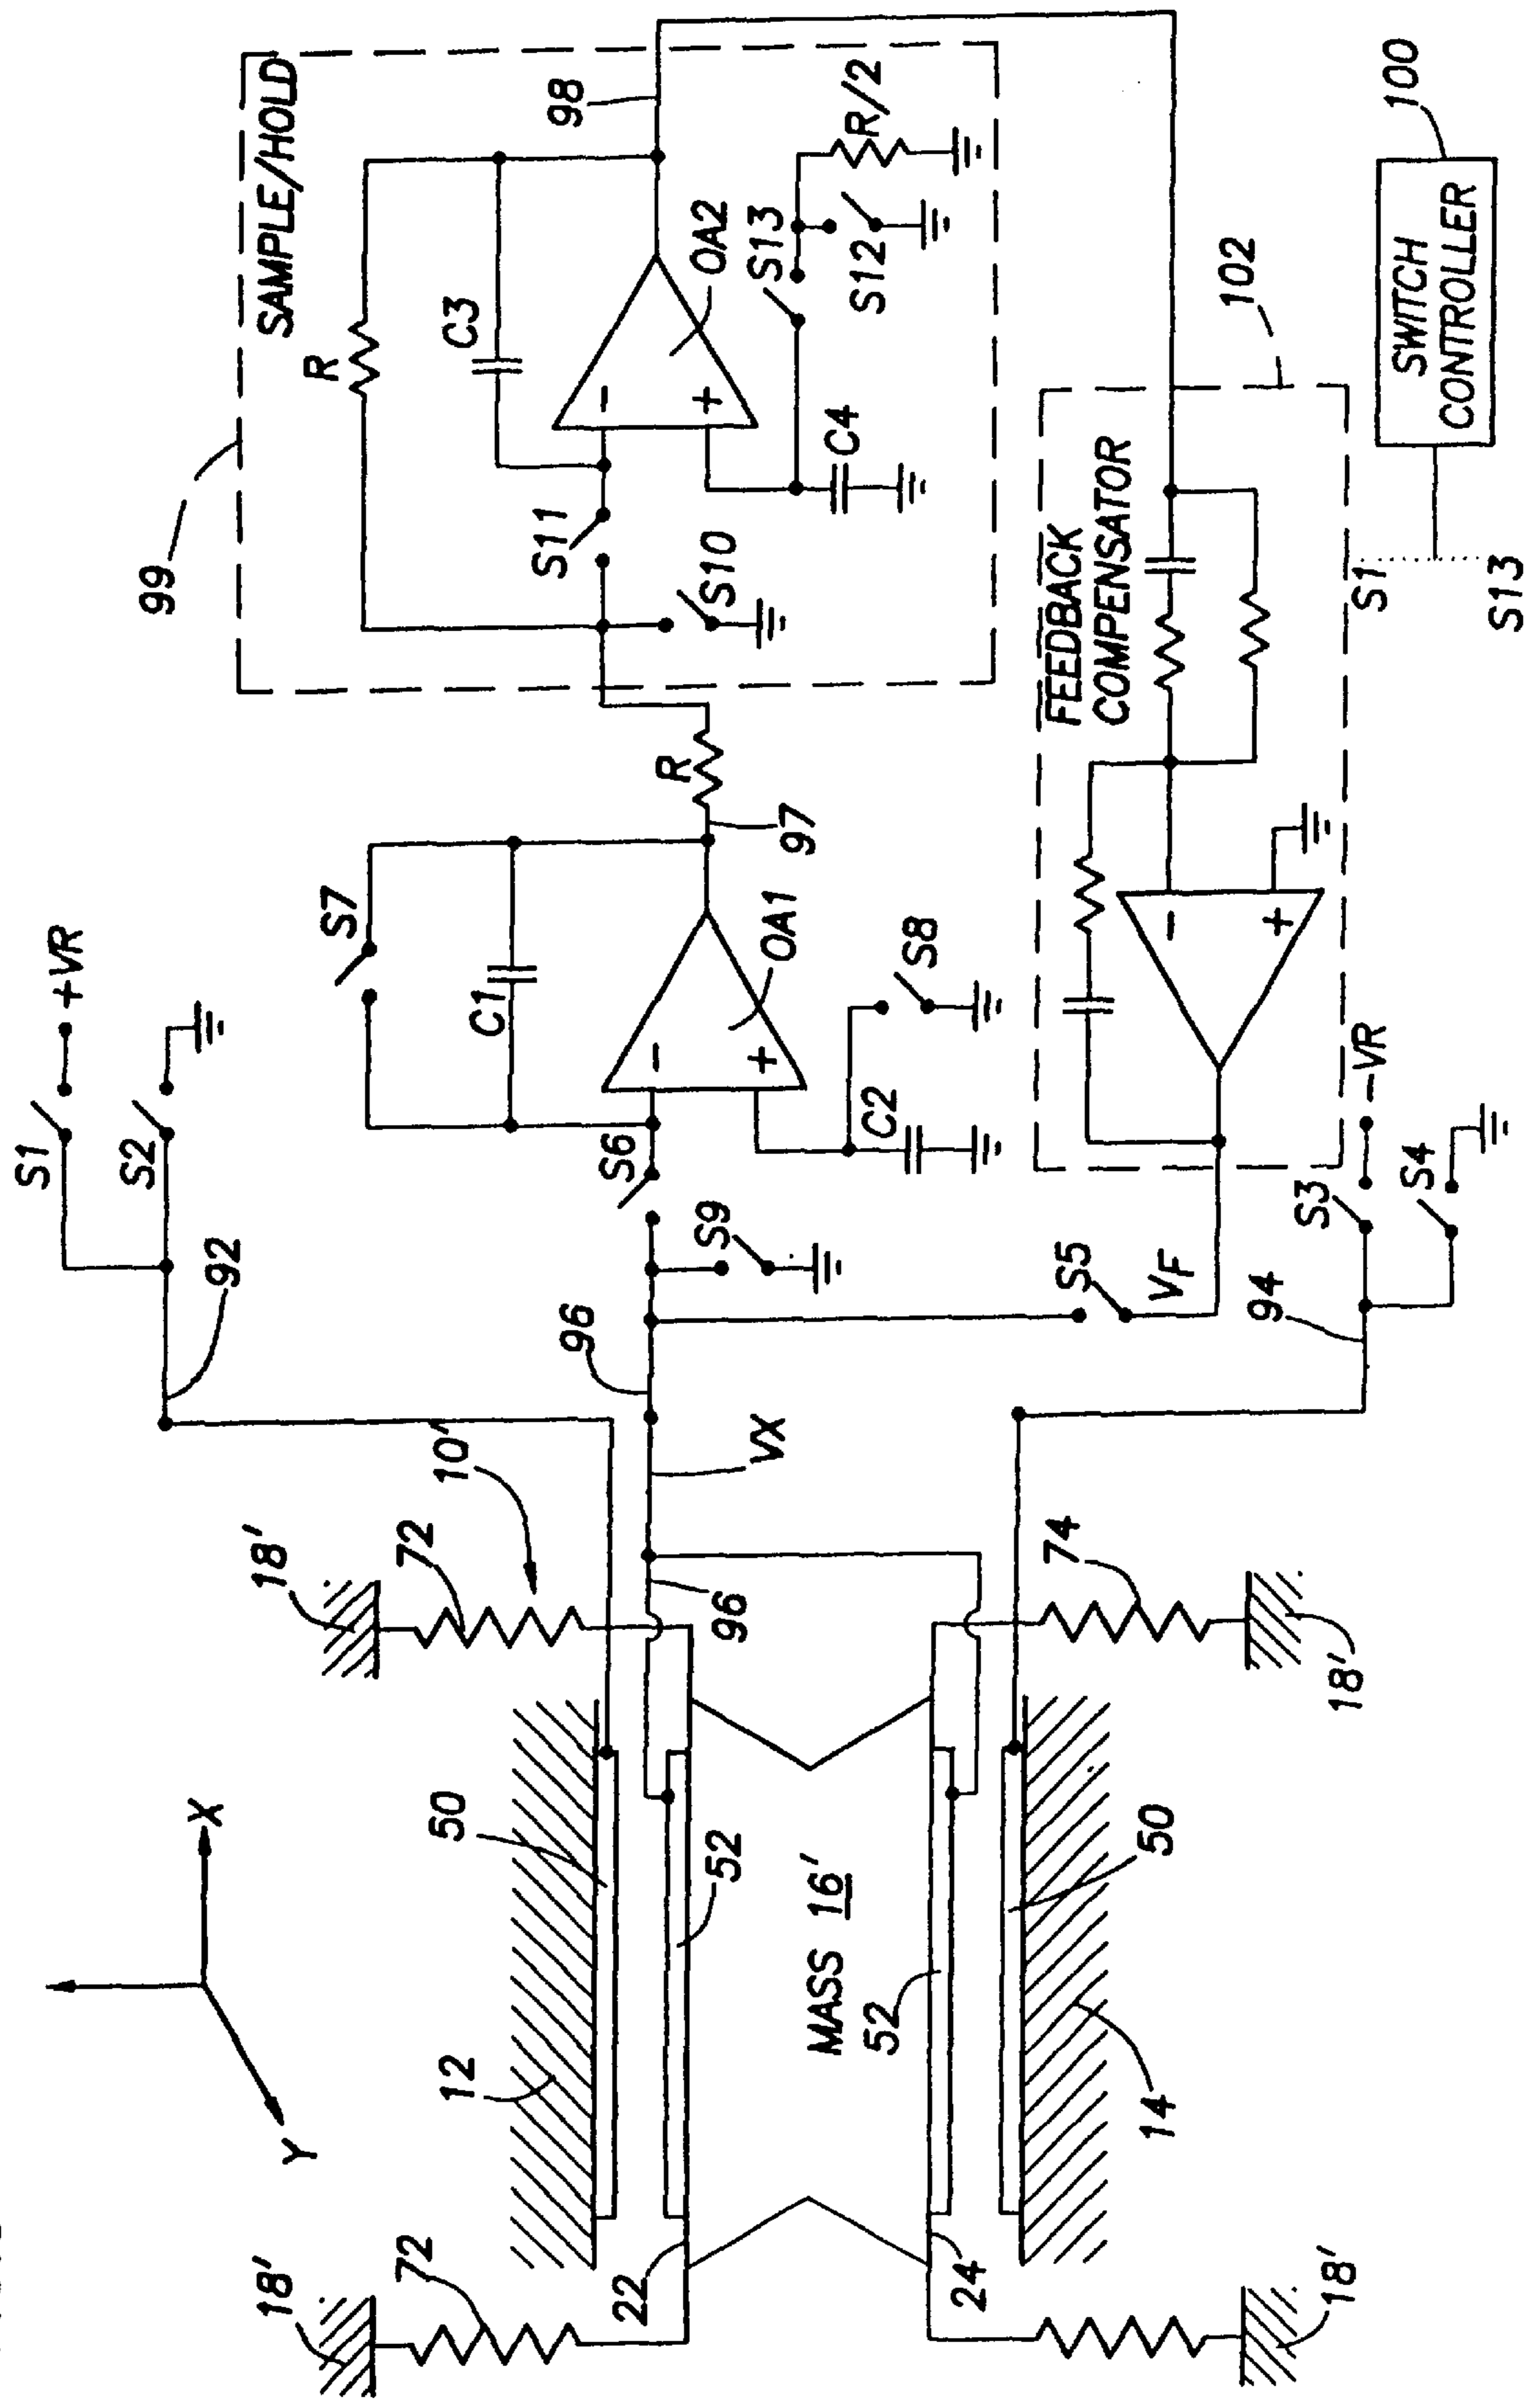 S1
+VR
S2
92
S7
C1
OA1
S6
C2
S8
S9
96
VX
S5
VF
R
97
99
SAMPLE/HOLD
R
C3
98
OA2
S11
S10
C4
S13
S12
R/2
FEEDBACK
COMPENSATOR
102
-VR
S3
S4
94
SWITCH
CONTROLLER
100
S1
S13
X
Y
18'
72
10'
96
18'
72
12
50
52
22
MASS 16'
52
24
50
14
74
18'
18'